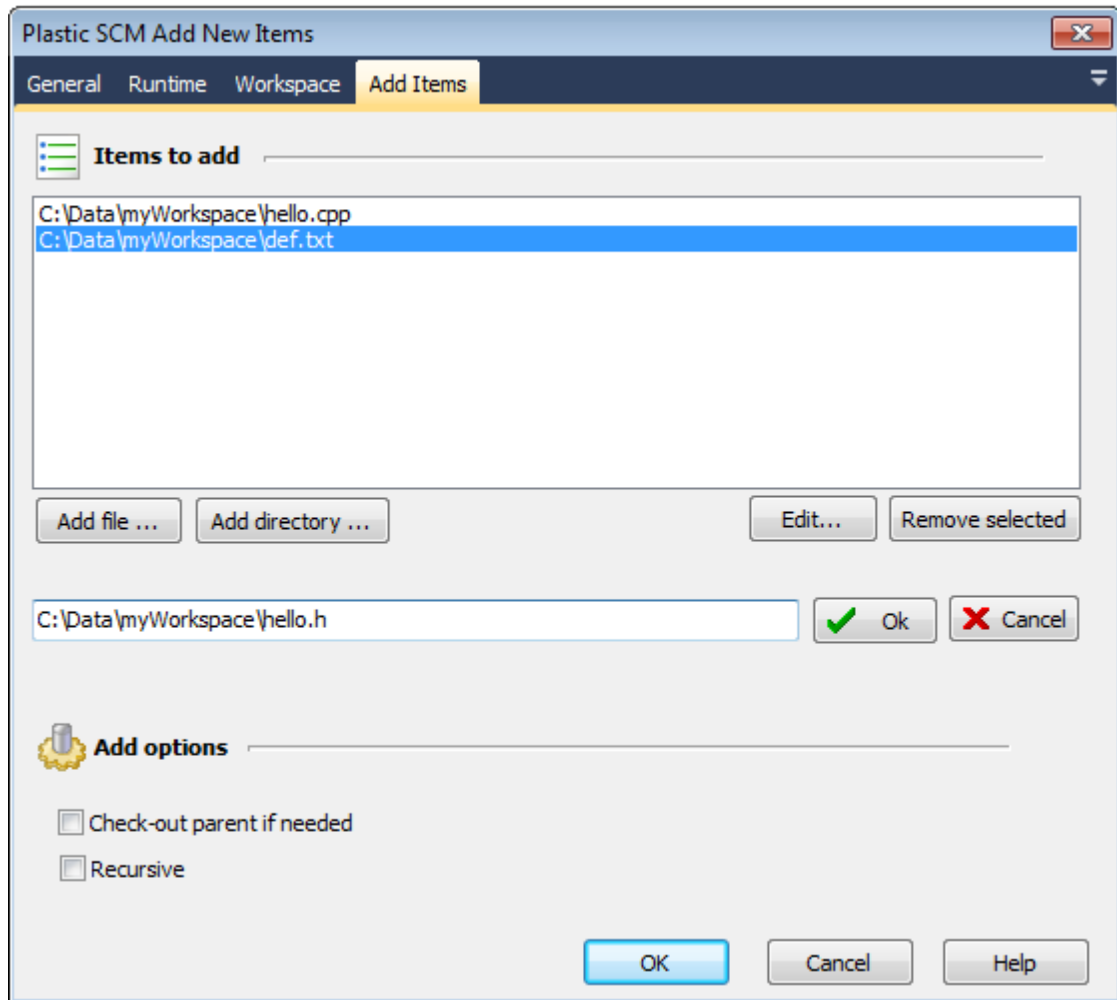 Plastic SCM Add New Items
General Runtime Workspace Add Items
Items to add
C:\Data\myWorkspace\hello.cpp
C:\Data\myWorkspace\def.txt
Add file ... Add directory ... Edit... Remove selected
C:\Data\myWorkspace\hello.h Ok Cancel
Add options
Check-out parent if needed
Recursive
OK Cancel Help